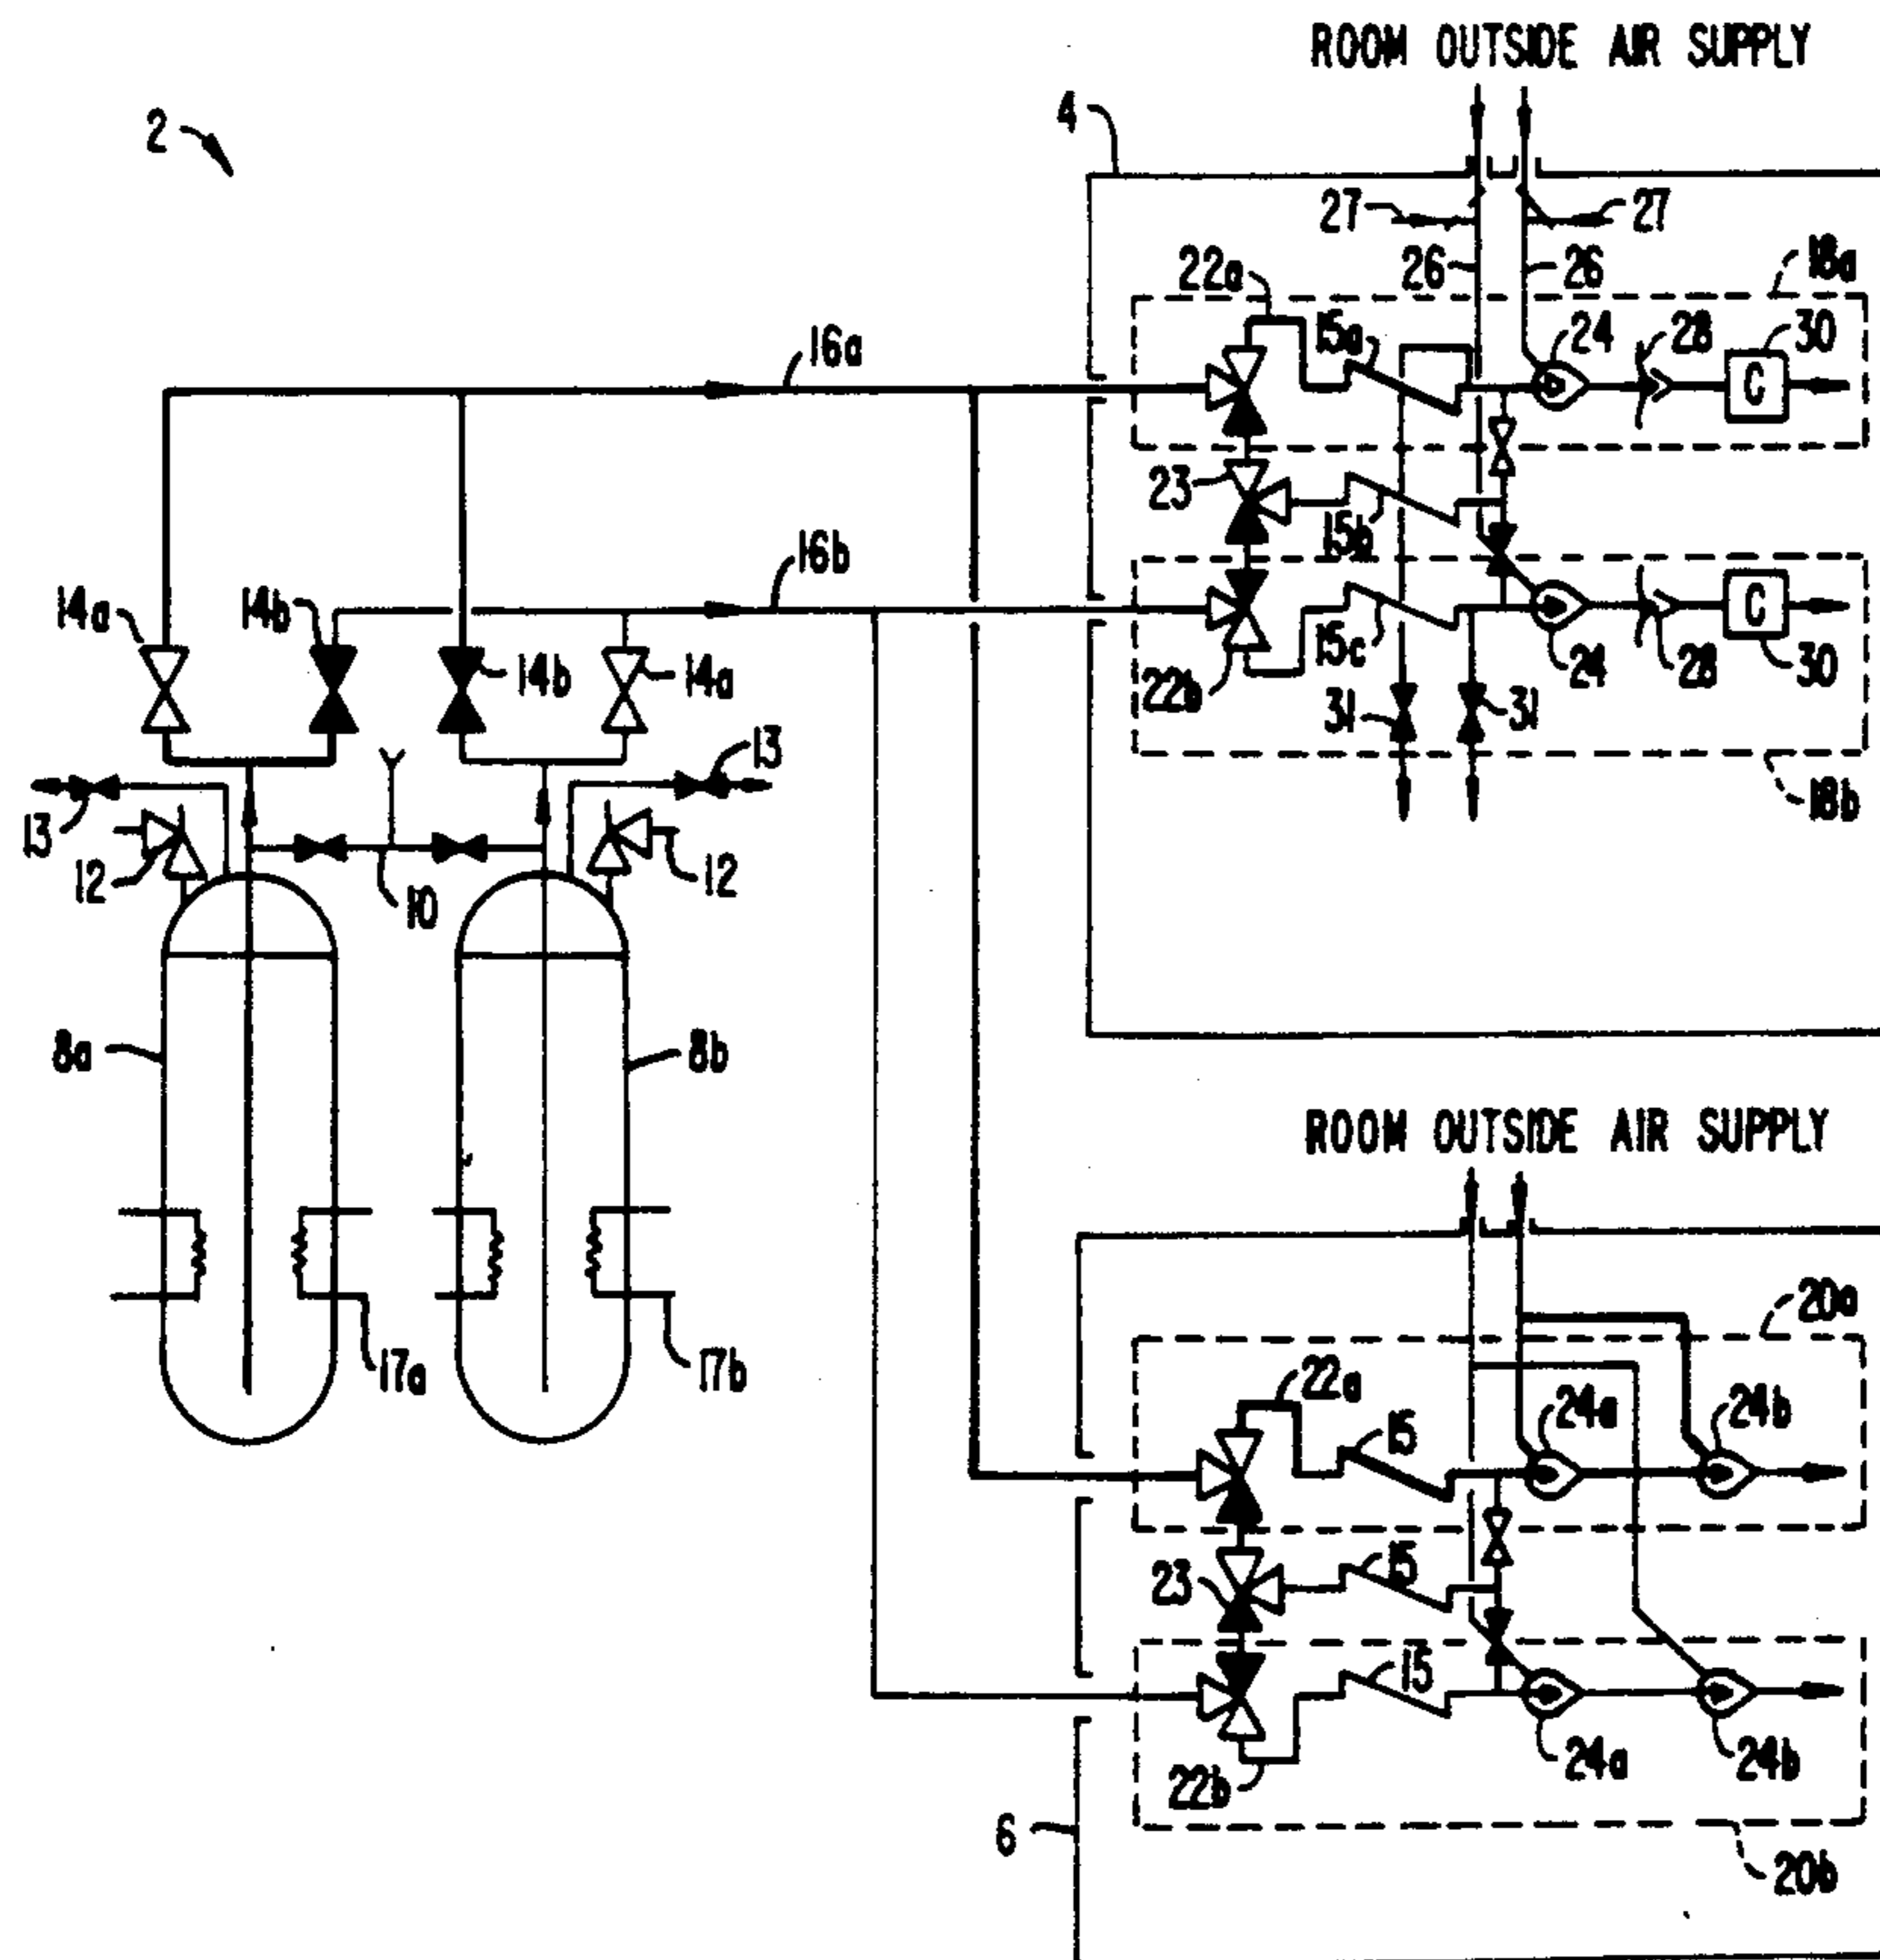 ROOM OUTSIDE AIR SUPPLY
2
4
27
27
26
26
18a
22a
15a
24
28
30
C
16a
23
15b
16b
14a
14b
14b
14a
C
15c
22b
24
28
30
31
31
18b
13
13
12
12
10
8a
8b
ROOM OUTSIDE AIR SUPPLY
17a
17b
20a
22a
15
24a
24b
23
15
15
22b
24a
24b
6
20b